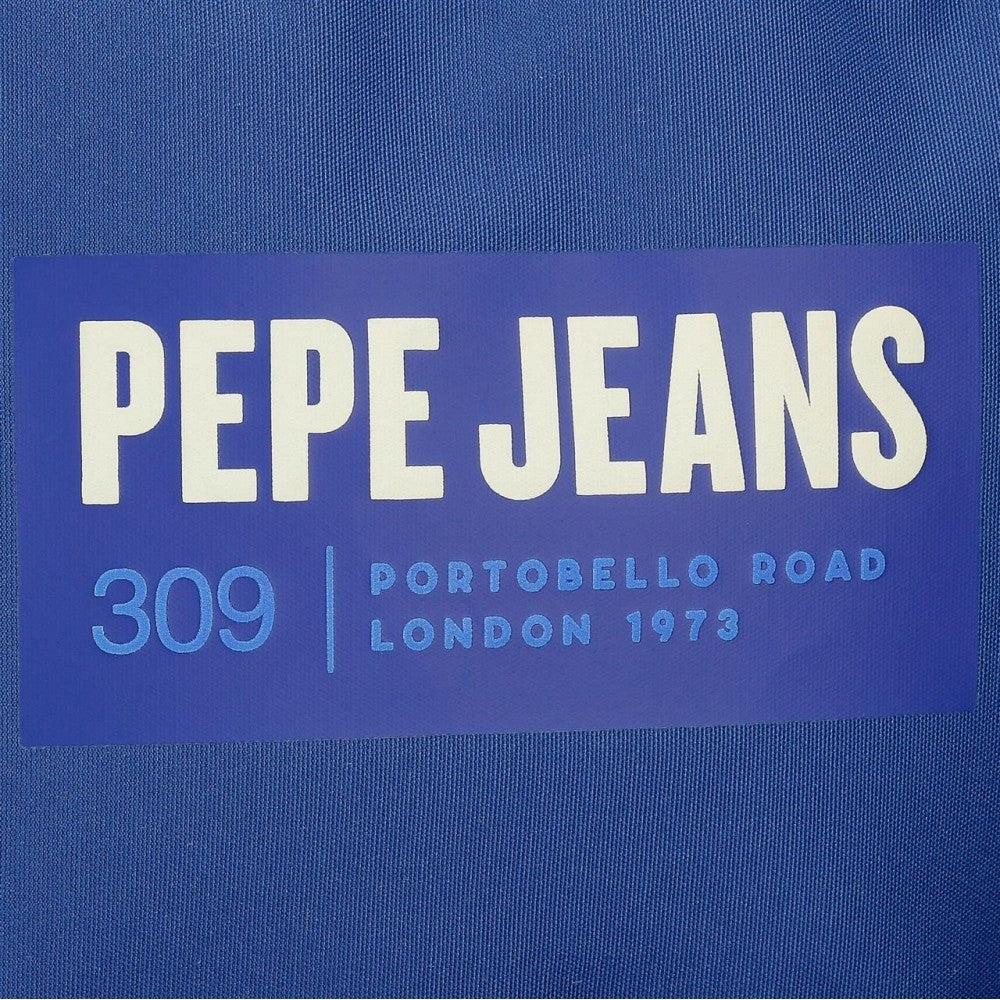 PEPE JEANS
309
PORTOBELLO ROAD
LONDON 1973